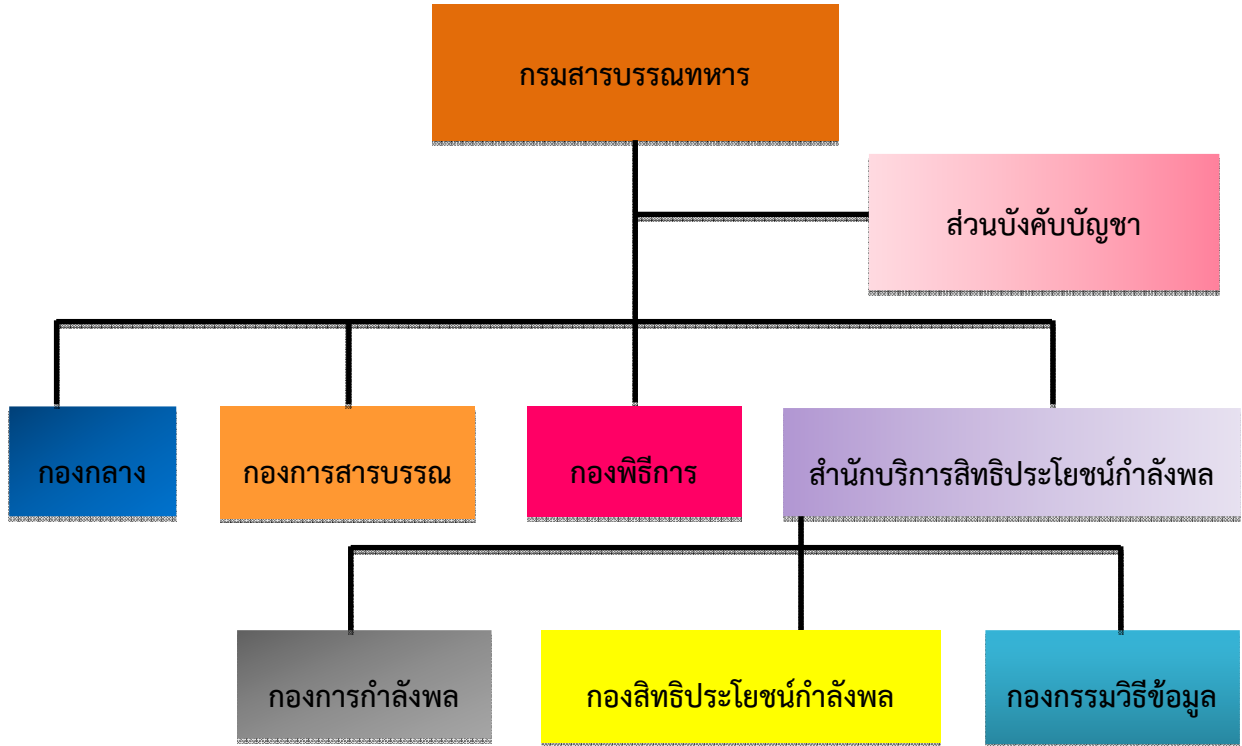 กรมสารบรรณทหาร
ส่วนบังคับบัญชา
กองกลาง
กองการสารบรรณ
กองพิธีการ
สำนักบริการสิทธิประโยชน์กำลังพล
กองการกำลังพล
กองสิทธิประโยชน์กำลังพล
กองกรรมวิธีข้อมูล